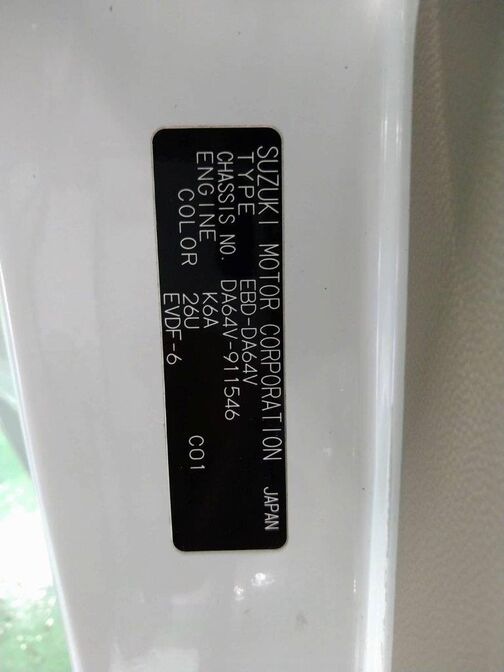 SUZUKI MOTOR CORPORATION JAPAN
TYPE EBD-DA64V
CHASSIS NO. DA64V-911546
ENGINE K6A
COLOR 26U C01
EVDF-6